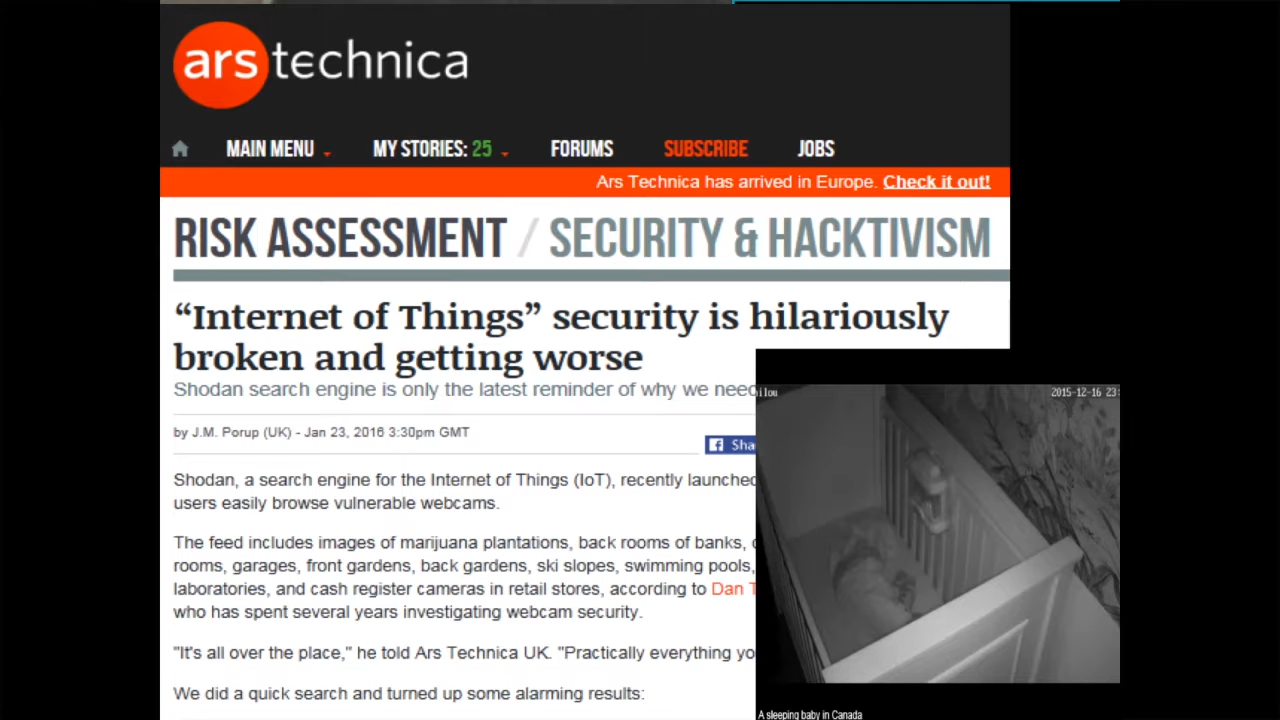 ars technica
MAIN MENU MY STORIES: 25 FORUMS SUBSCRIBE JOBS
Ars Technica has arrived in Europe. Check it out!
RISK ASSESSMENT / SECURITY & HACKTIVISM
“Internet of Things” security is hilariously
broken and getting worse
Shodan search engine is only the latest reminder of why we need
by J.M. Porup (UK) - Jan 23, 2016 3:30pm GMT
Shodan, a search engine for the Internet of Things (IoT), recently launched
users easily browse vulnerable webcams.
The feed includes images of marijuana plantations, back rooms of banks,
rooms, garages, front gardens, back gardens, ski slopes, swimming pools,
laboratories, and cash register cameras in retail stores, according to Dan
who has spent several years investigating webcam security.
"It's all over the place," he told Ars Technica UK. "Practically everything
We did a quick search and turned up some alarming results:
2015-12-16
A sleeping baby in Canada